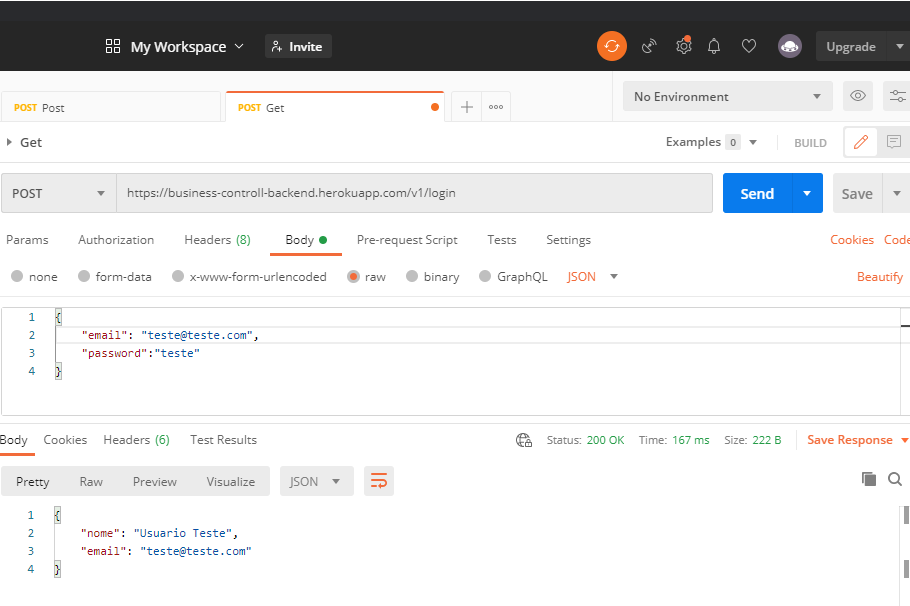 My Workspace Invite Upgrade
POST Post POST Get No Environment
Get Examples 0 BUILD
POST https://business-controll-backend.herokuapp.com/v1/login Send Save
Params Authorization Headers (8) Body Pre-request Script Tests Settings Cookies Code
none form-data x-www-form-urlencoded raw binary GraphQL JSON Beautify
1 {
2 "email": "teste@teste.com",
3 "password":"teste"
4 }
Body Cookies Headers (6) Test Results Status: 200 OK Time: 167 ms Size: 222 B Save Response
Pretty Raw Preview Visualize JSON
1 {
2 "nome": "Usuario Teste",
3 "email": "teste@teste.com"
4 }